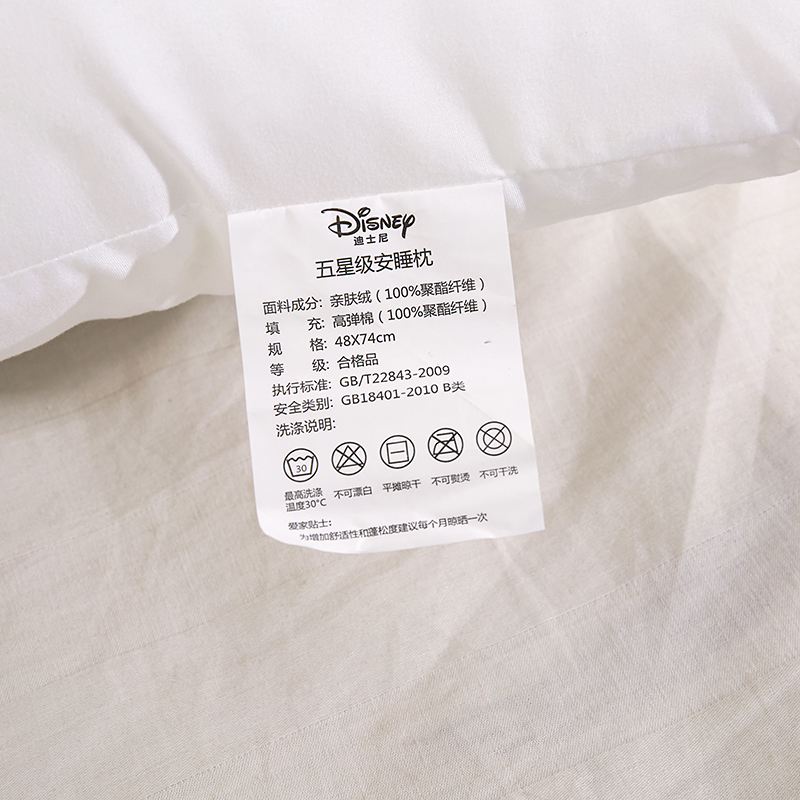 Disney
迪士尼
五星级安睡枕
面料成分: 亲肤绒（100%聚酯纤维）
填 充: 高弹棉（100%聚酯纤维）
规 格: 48X74cm
等 级: 合格品
执行标准: GB/T22843-2009
安全类别: GB18401-2010 B类
洗涤说明:
30
最高洗涤温度30°C 不可漂白 平摊晾干 不可熨烫 不可干洗
爱家贴士:
为增加舒适性和蓬松度建议每个月晾晒一次